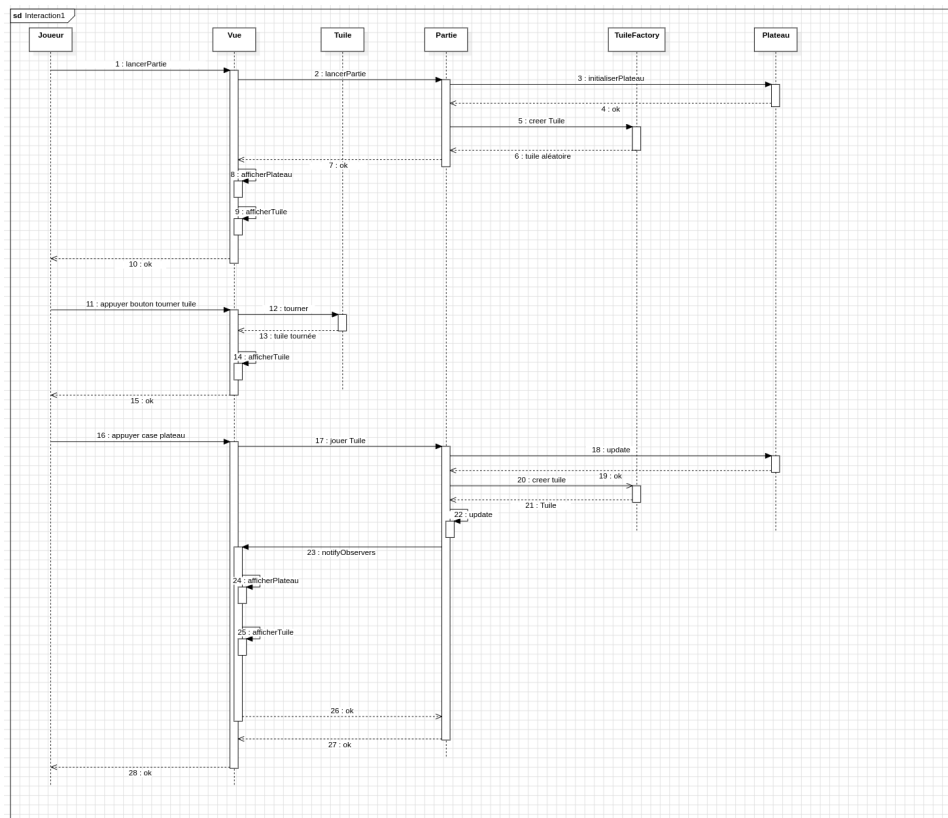 sd Interaction1
Joueur
Vue
Tuile
Partie
TuileFactory
Plateau
1 : lancerPartie
2 : lancerPartie
3 : initialiserPlateau
4 : ok
5 : creer Tuile
6 : tuile aléatoire
7 : ok
8 : afficherPlateau
9 : afficherTuile
10 : ok
11 : appuyer bouton tourner tuile
12 : tourner
13 : tuile tournée
14 : afficherTuile
15 : ok
16 : appuyer case plateau
17 : jouer Tuile
18 : update
19 : ok
20 : creer tuile
21 : Tuile
22 : update
23 : notifyObservers
24 : afficherPlateau
25 : afficherTuile
26 : ok
27 : ok
28 : ok